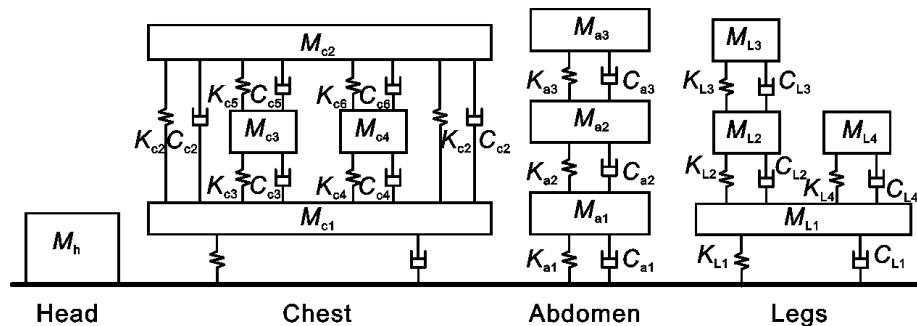 M_c2
M_a3
M_L3
K_c5 C_c5 K_c6 C_c6
K_a3 C_a3
K_L3 C_L3
K_c2 C_c2 M_c3 M_c4 K_c2 C_c2
M_a2
M_L2 M_L4
K_c3 C_c3 K_c4 C_c4
K_a2 C_a2
K_L2 C_L2 K_L4 C_L4
M_h
M_c1
M_a1
M_L1
K_a1 C_a1
K_L1 C_L1
Head Chest Abdomen Legs